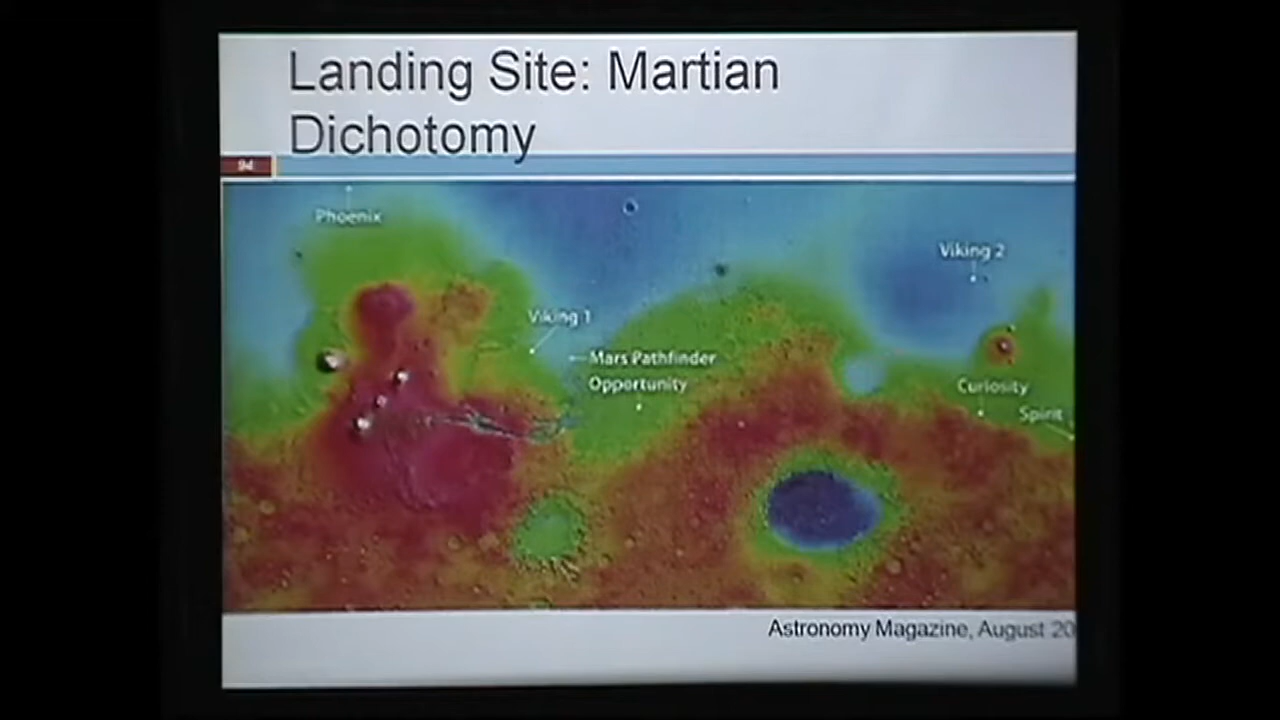 Landing Site: Martian
Dichotomy
94
Phoenix
Viking 2
Viking 1
Mars Pathfinder
Opportunity
Curiosity
Spirit
Astronomy Magazine, August 20